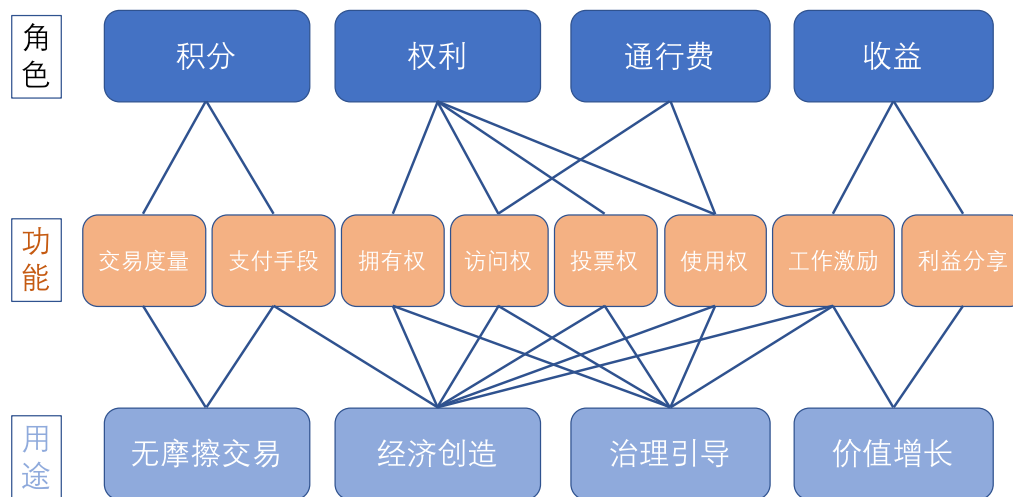 角色
积分
权利
通行费
收益
功能
交易度量
支付手段
拥有权
访问权
投票权
使用权
工作激励
利益分享
用途
无摩擦交易
经济创造
治理引导
价值增长